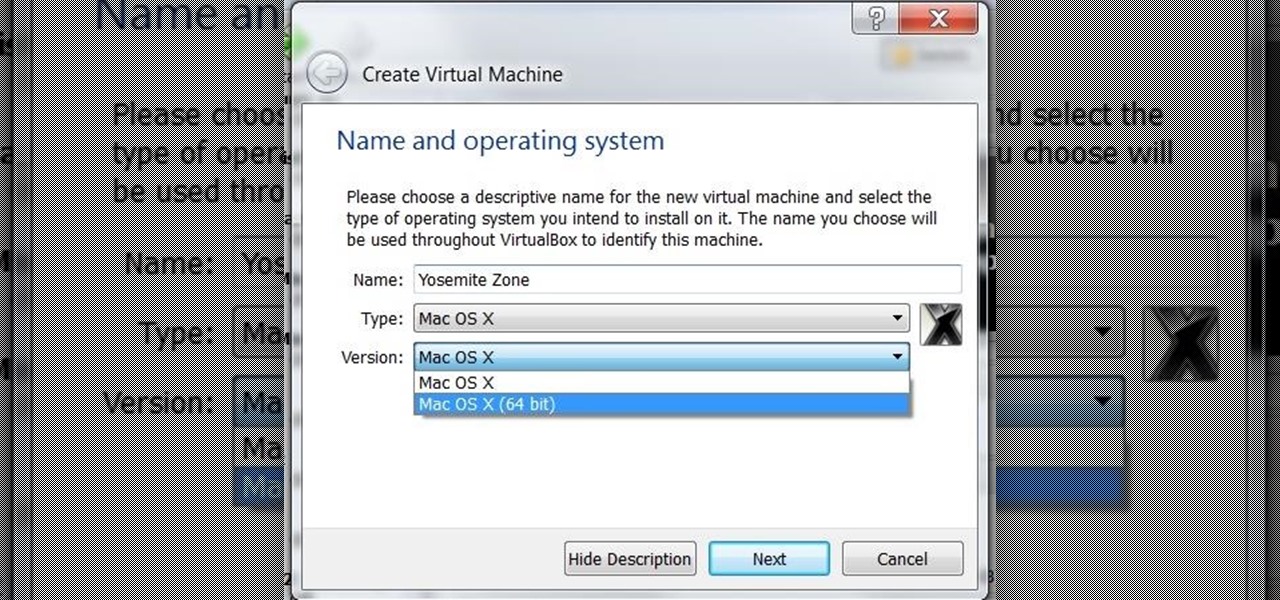 Create Virtual Machine
Name and operating system
Please choose a descriptive name for the new virtual machine and select the
type of operating system you intend to install on it. The name you choose will
be used throughout VirtualBox to identify this machine.
Name: Yosemite Zone
Type: Mac OS X
Version: Mac OS X
Mac OS X
Mac OS X (64 bit)
Hide Description Next Cancel